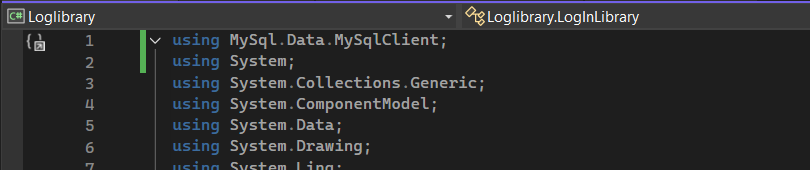 C# Loglibrary Loglibrary.LogInLibrary
1 using MySql.Data.MySqlClient;
2 using System;
3 using System.Collections.Generic;
4 using System.ComponentModel;
5 using System.Data;
6 using System.Drawing;
7 using System.Linq;